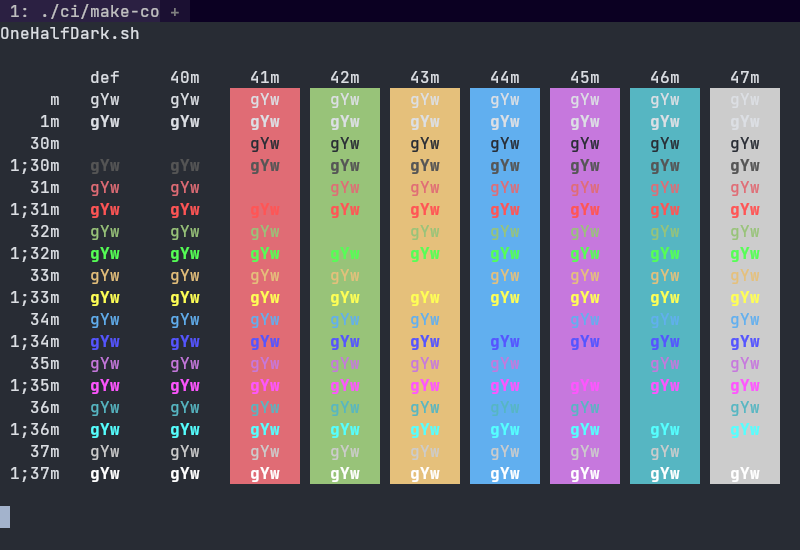 1: ./ci/make-co +
OneHalfDark.sh
def 40m 41m 42m 43m 44m 45m 46m 47m
m gYw gYw gYw gYw gYw gYw gYw gYw gYw
1m gYw gYw gYw gYw gYw gYw gYw gYw gYw
30m gYw gYw gYw gYw gYw gYw gYw
1;30m gYw gYw gYw gYw gYw gYw gYw gYw gYw
31m gYw gYw gYw gYw gYw gYw gYw gYw
1;31m gYw gYw gYw gYw gYw gYw gYw gYw gYw
32m gYw gYw gYw gYw gYw gYw gYw gYw
1;32m gYw gYw gYw gYw gYw gYw gYw gYw gYw
33m gYw gYw gYw gYw gYw gYw gYw gYw
1;33m gYw gYw gYw gYw gYw gYw gYw gYw gYw
34m gYw gYw gYw gYw gYw gYw gYw gYw
1;34m gYw gYw gYw gYw gYw gYw gYw gYw gYw
35m gYw gYw gYw gYw gYw gYw gYw gYw
1;35m gYw gYw gYw gYw gYw gYw gYw gYw gYw
36m gYw gYw gYw gYw gYw gYw gYw gYw
1;36m gYw gYw gYw gYw gYw gYw gYw gYw gYw
37m gYw gYw gYw gYw gYw gYw gYw gYw
1;37m gYw gYw gYw gYw gYw gYw gYw gYw gYw